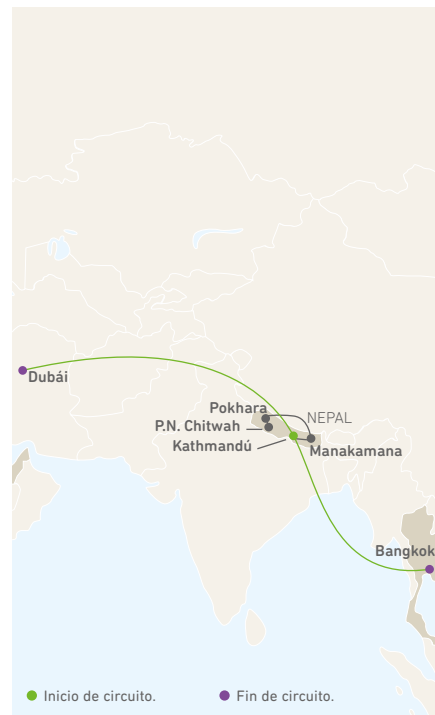 Dubái
Pokhara
NEPAL
P.N. Chitwah
Kathmandú
Manakamana
Bangkok
Inicio de circuito.
Fin de circuito.